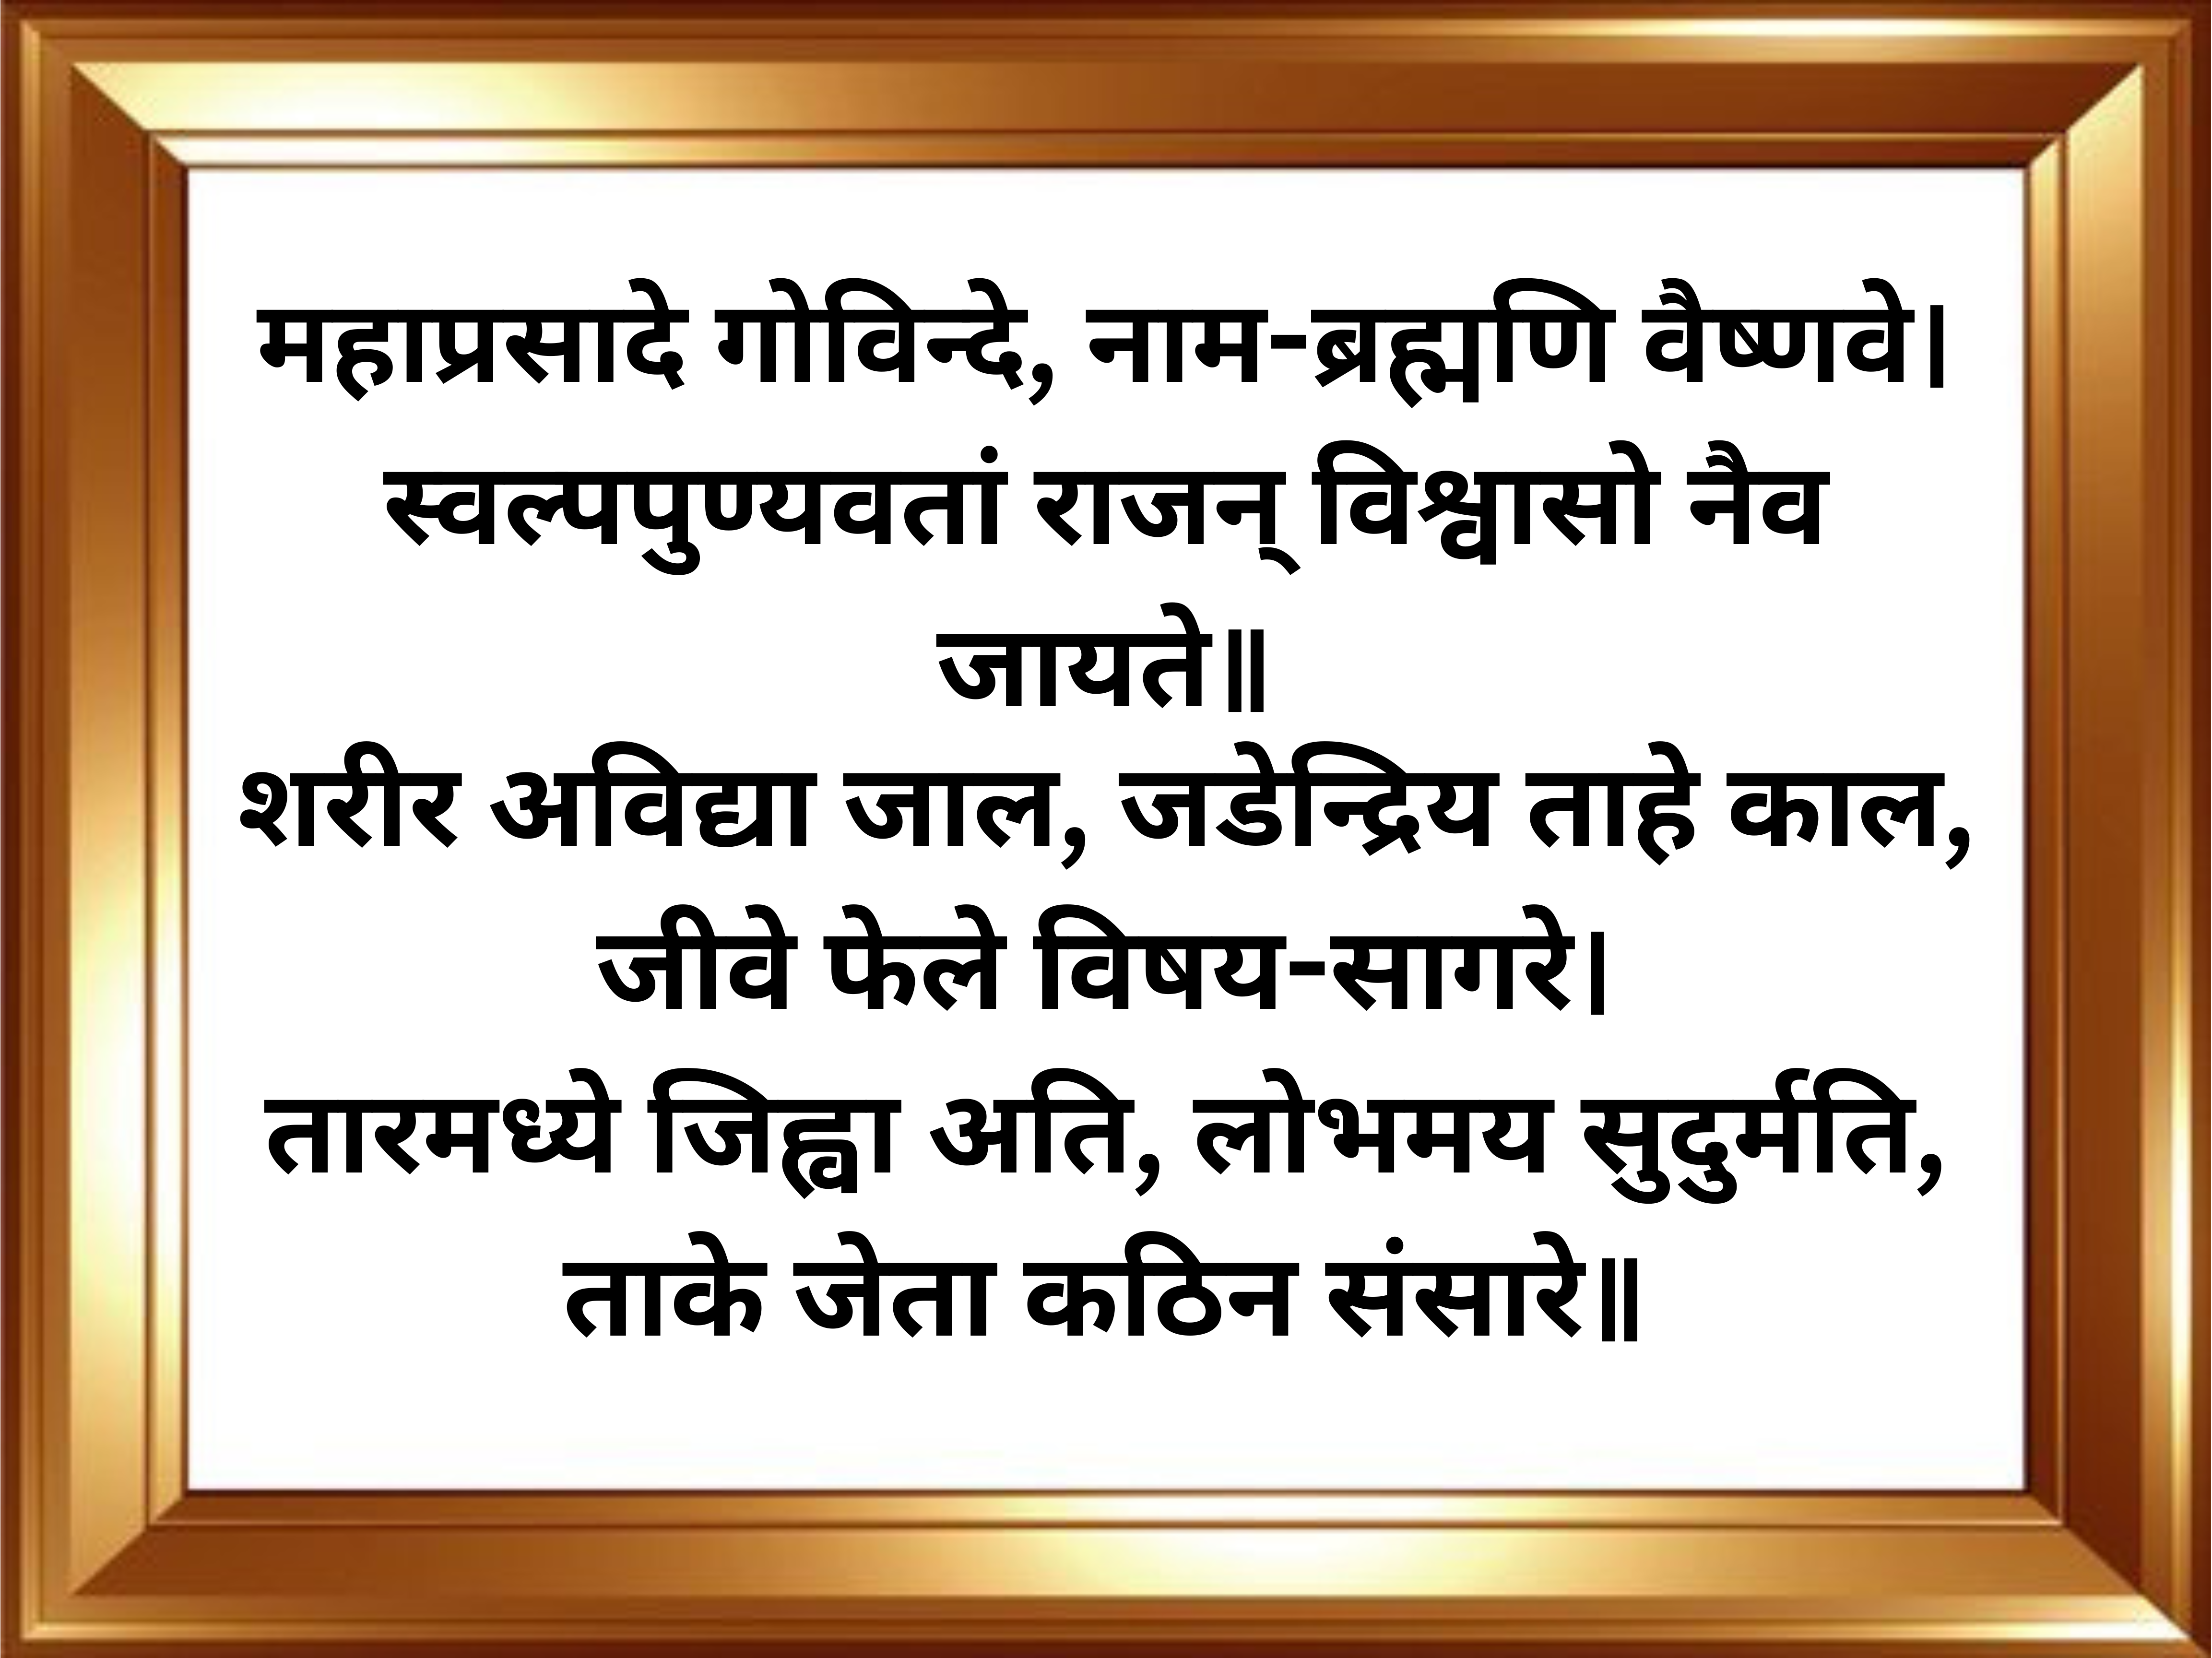 महाप्रसादे गोविन्दे, नाम-ब्रह्मणि वैष्णवे|
स्वल्पपुण्यवतां राजन् विश्वासो नैव
जायते॥
शरीर अविद्या जाल, जडेन्द्रिय ताहे काल,
जीवे फेले विषय-सागरे|
तारमध्ये जिह्वा अति, लोभमय सुदुर्मति,
ताके जेता कठिन संसारे॥